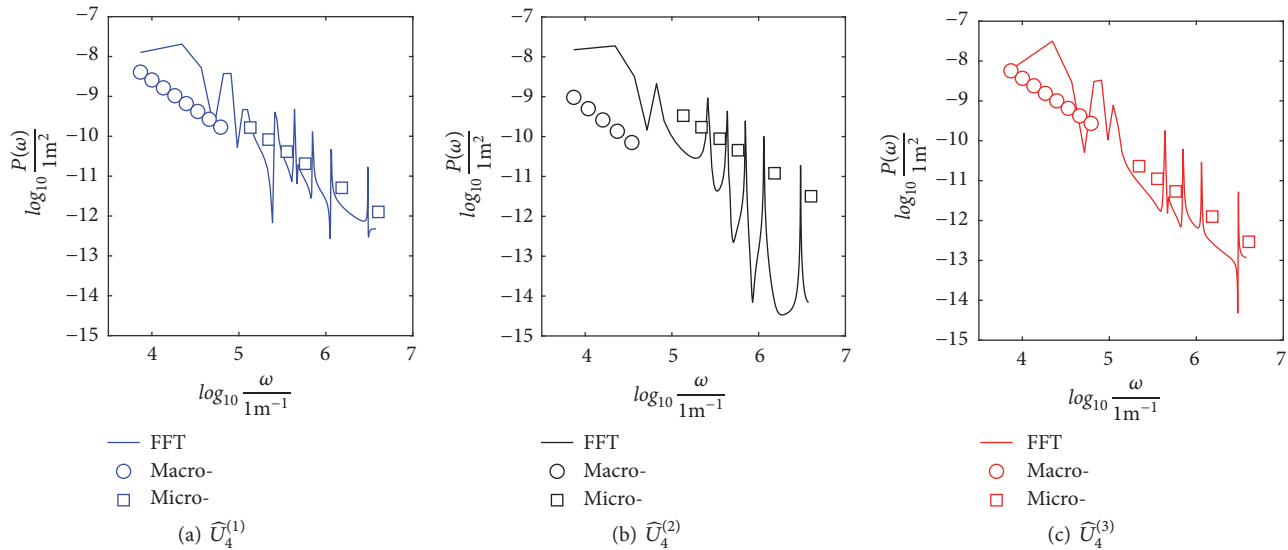 −7
−8
−9
−10
−11
−12
−13
−14
−15
log10 P(ω)/1m²
4 5 6 7
log10 ω/1m⁻¹
FFT
Macro-
Micro-
(a) Û₄⁽¹⁾
−7
−8
−9
−10
−11
−12
−13
−14
−15
log10 P(ω)/1m²
4 5 6 7
log10 ω/1m⁻¹
FFT
Macro-
Micro-
(b) Û₄⁽²⁾
−7
−8
−9
−10
−11
−12
−13
−14
−15
log10 P(ω)/1m²
4 5 6 7
log10 ω/1m⁻¹
FFT
Macro-
Micro-
(c) Û₄⁽³⁾